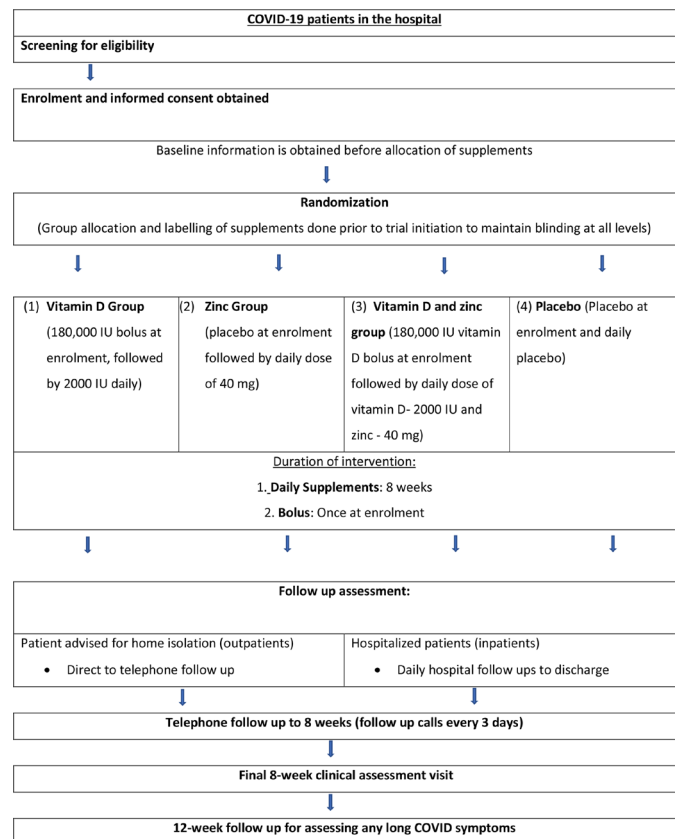 COVID-19 patients in the hospital
Screening for eligibility
Enrolment and informed consent obtained
Baseline information is obtained before allocation of supplements
Randomization
(Group allocation and labelling of supplements done prior to trial initiation to maintain blinding at all levels)
(1) Vitamin D Group
(180,000 IU bolus at
enrolment, followed
by 2000 IU daily)
(2) Zinc Group
(placebo at enrolment
followed by daily dose
of 40 mg)
(3) Vitamin D and zinc
group (180,000 IU vitamin
D bolus at enrolment
followed by daily dose of
vitamin D- 2000 IU and
zinc - 40 mg)
(4) Placebo (Placebo at
enrolment and daily
placebo)
Duration of intervention:
1. Daily Supplements: 8 weeks
2. Bolus: Once at enrolment
Follow up assessment:
Patient advised for home isolation (outpatients)
• Direct to telephone follow up
Hospitalized patients (inpatients)
• Daily hospital follow ups to discharge
Telephone follow up to 8 weeks (follow up calls every 3 days)
Final 8-week clinical assessment visit
12-week follow up for assessing any long COVID symptoms